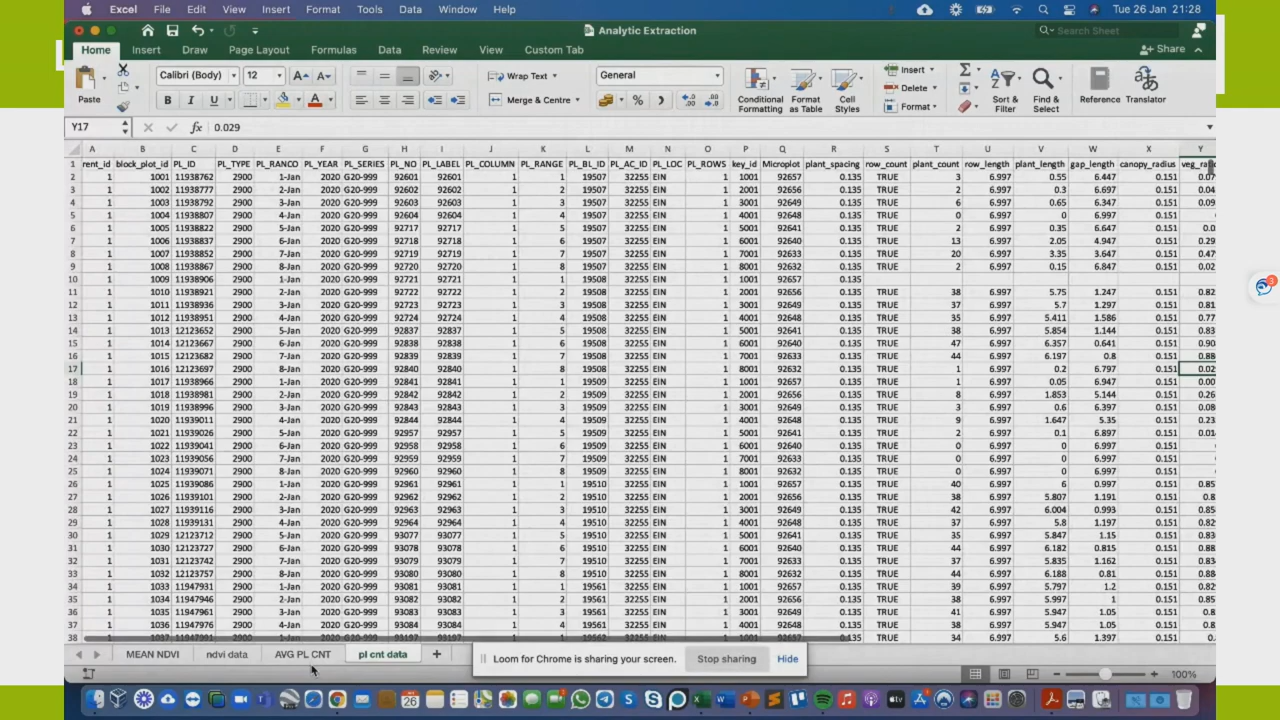 Excel File Edit View Insert Format Tools Data Window Help Tue 26 Jan 21:28
Analytic Extraction
Search Sheet
Home Insert Draw Page Layout Formulas Data Review View Custom Tab Share
Paste Calibri (Body) 12 A A Wrap Text General Conditional Formatting Format as Table Cell Styles Insert Delete Format Sort & Filter Find & Select Reference Translator
B I U A Merge & Centre %
Y17 fx 0.029
A B C D E F G H I J K L M N O P Q R S T U V W X Y
1 rent_id block_plot_id PL_ID PL_TYPE PL_RANCO PL_YEAR PL_SERIES PL_NO PL_LABEL PL_COLUMN PL_RANGE PL_BL_ID PL_AC_ID PL_LOC PL_ROWS key_id Microplot plant_spacing row_count plant_count row_length plant_length gap_length canopy_radius
2 1 1001 11938762 2900 1-Jan 2020 G20-999 92601 92601 1 1 19507 32255 EIN 1 1001 92657 0.135 TRUE 3 6.997 0.55 6.447 0.151
3 1 1002 11938777 2900 2-Jan 2020 G20-999 92602 92602 1 2 19507 32255 EIN 1 2001 92656 0.135 TRUE 2 6.997 0.3 6.697 0.151
4 1 1003 11938792 2900 3-Jan 2020 G20-999 92603 92603 1 3 19507 32255 EIN 1 3001 92649 0.135 TRUE 6 6.997 0.65 6.347 0.151
5 1 1004 11938807 2900 4-Jan 2020 G20-999 92604 92604 1 4 19507 32255 EIN 1 4001 92648 0.135 TRUE 0 6.997 0 6.997 0.151
6 1 1005 11938822 2900 5-Jan 2020 G20-999 92717 92717 1 5 19507 32255 EIN 1 5001 92641 0.135 TRUE 2 6.997 0.35 6.647 0.151
7 1 1006 11938837 2900 6-Jan 2020 G20-999 92718 92718 1 6 19507 32255 EIN 1 6001 92640 0.135 TRUE 13 6.997 2.05 4.947 0.151
8 1 1007 11938852 2900 7-Jan 2020 G20-999 92719 92719 1 7 19507 32255 EIN 1 7001 92633 0.135 TRUE 20 6.997 3.35 3.647 0.151
9 1 1008 11938867 2900 8-Jan 2020 G20-999 92720 92720 1 8 19507 32255 EIN 1 8001 92632 0.135 TRUE 2 6.997 0.15 6.847 0.151
10 1 1009 11938906 2900 1-Jan 2020 G20-999 92721 92721 1 1 19508 32255 EIN 1 1001 92657 0.135
11 1 1010 11938921 2900 2-Jan 2020 G20-999 92722 92722 1 2 19508 32255 EIN 1 2001 92656 0.135 TRUE 38 6.997 5.75 1.247 0.151
12 1 1011 11938936 2900 3-Jan 2020 G20-999 92723 92723 1 3 19508 32255 EIN 1 3001 92649 0.135 TRUE 37 6.997 5.7 1.297 0.151
13 1 1012 11938951 2900 4-Jan 2020 G20-999 92724 92724 1 4 19508 32255 EIN 1 4001 92648 0.135 TRUE 35 6.997 5.411 1.586 0.151
14 1 1013 12123652 2900 5-Jan 2020 G20-999 92837 92837 1 5 19508 32255 EIN 1 5001 92641 0.135 TRUE 38 6.997 5.854 1.144 0.151
15 1 1014 12123667 2900 6-Jan 2020 G20-999 92838 92838 1 6 19508 32255 EIN 1 6001 92640 0.135 TRUE 47 6.997 6.357 0.641 0.151
16 1 1015 12123682 2900 7-Jan 2020 G20-999 92839 92839 1 7 19508 32255 EIN 1 7001 92633 0.135 TRUE 44 6.997 6.197 0.8 0.151
17 1 1016 12123697 2900 8-Jan 2020 G20-999 92840 92840 1 8 19508 32255 EIN 1 8001 92632 0.135 TRUE 1 6.997 0.2 6.797 0.151
18 1 1017 11938966 2900 1-Jan 2020 G20-999 92841 92841 1 1 19509 32255 EIN 1 1001 92657 0.135 TRUE 1 6.997 0.05 6.947 0.151
19 1 1018 11938981 2900 2-Jan 2020 G20-999 92842 92842 1 2 19509 32255 EIN 1 2001 92656 0.135 TRUE 8 6.997 1.853 5.144 0.151
20 1 1019 11938996 2900 3-Jan 2020 G20-999 92843 92843 1 3 19509 32255 EIN 1 3001 92649 0.135 TRUE 3 6.997 0.6 6.397 0.151
21 1 1020 11939011 2900 4-Jan 2020 G20-999 92844 92844 1 4 19509 32255 EIN 1 4001 92648 0.135 TRUE 9 6.997 1.647 5.35 0.151
22 1 1021 11939026 2900 5-Jan 2020 G20-999 92957 92957 1 5 19509 32255 EIN 1 5001 92641 0.135 TRUE 2 6.997 0.1 6.897 0.151
23 1 1022 11939041 2900 6-Jan 2020 G20-999 92958 92958 1 6 19509 32255 EIN 1 6001 92640 0.135 TRUE 0 6.997 0 6.997 0.151
24 1 1023 11939056 2900 7-Jan 2020 G20-999 92959 92959 1 7 19509 32255 EIN 1 7001 92633 0.135 TRUE 0 6.997 0 6.997 0.151
25 1 1024 11939071 2900 8-Jan 2020 G20-999 92960 92960 1 8 19509 32255 EIN 1 8001 92632 0.135 TRUE 0 6.997 0 6.997 0.151
26 1 1025 11939086 2900 1-Jan 2020 G20-999 92961 92961 1 1 19510 32255 EIN 1 1001 92657 0.135 TRUE 40 6.997 6 0.997 0.151
27 1 1026 11939101 2900 2-Jan 2020 G20-999 92962 92962 1 2 19510 32255 EIN 1 2001 92656 0.135 TRUE 38 6.997 5.807 1.191 0.151
28 1 1027 11939116 2900 3-Jan 2020 G20-999 92963 92963 1 3 19510 32255 EIN 1 3001 92649 0.135 TRUE 42 6.997 6.004 0.993 0.151
29 1 1028 11939131 2900 4-Jan 2020 G20-999 92964 92964 1 4 19510 32255 EIN 1 4001 92648 0.135 TRUE 37 6.997 5.8 1.197 0.151
30 1 1029 12123712 2900 5-Jan 2020 G20-999 93077 93077 1 5 19510 32255 EIN 1 5001 92641 0.135 TRUE 35 6.997 5.847 1.15 0.151
31 1 1030 12123727 2900 6-Jan 2020 G20-999 93078 93078 1 6 19510 32255 EIN 1 6001 92640 0.135 TRUE 44 6.997 6.182 0.815 0.151
32 1 1031 12123742 2900 7-Jan 2020 G20-999 93079 93079 1 7 19510 32255 EIN 1 7001 92633 0.135 TRUE 37 6.997 5.835 1.162 0.151
33 1 1032 12123757 2900 8-Jan 2020 G20-999 93080 93080 1 8 19510 32255 EIN 1 8001 92632 0.135 TRUE 44 6.997 6.188 0.81 0.151
34 1 1033 11947931 2900 1-Jan 2020 G20-999 93081 93081 1 1 19561 32255 EIN 1 1001 92657 0.135 TRUE 39 6.997 5.797 1.2 0.151
35 1 1034 11947946 2900 2-Jan 2020 G20-999 93082 93082 1 2 19561 32255 EIN 1 2001 92656 0.135 TRUE 38 6.997 5.997 1 0.151
36 1 1035 11947961 2900 3-Jan 2020 G20-999 93083 93083 1 3 19561 32255 EIN 1 3001 92649 0.135 TRUE 41 6.997 5.947 1.05 0.151
37 1 1036 11947976 2900 4-Jan 2020 G20-999 93084 93084 1 4 19561 32255 EIN 1 4001 92648 0.135 TRUE 38 6.997 5.947 1.05 0.151
38 TRUE 34 6.997 5.6 1.397 0.151
MEAN NDVI ndvi data AVG PL CNT pl cnt data +
Loom for Chrome is sharing your screen. Stop sharing Hide
100%